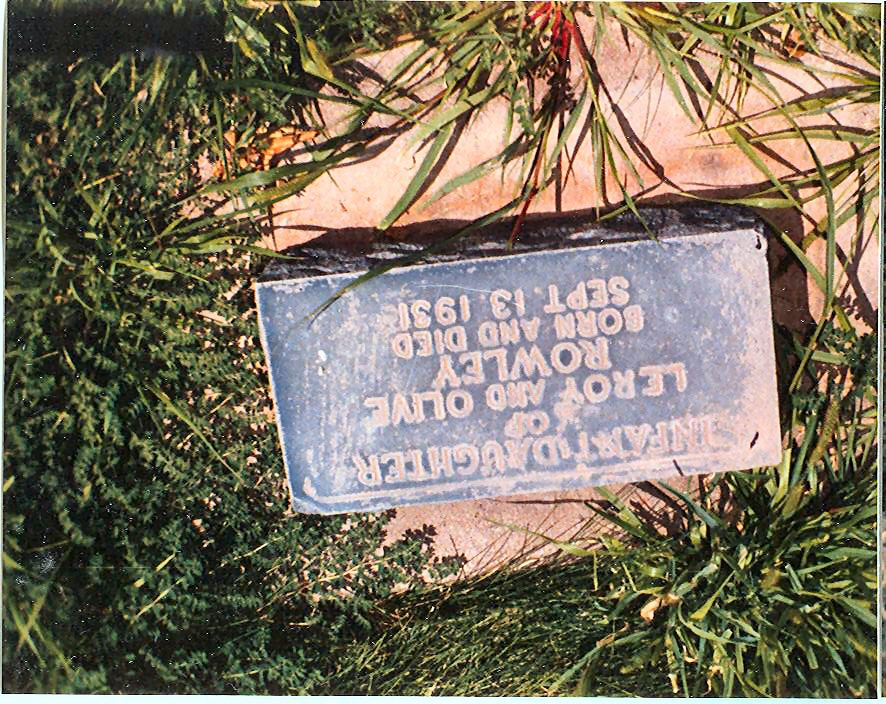 INFANT DAUGHTER
OF
LEROY AND OLIVE
ROWLEY
BORN AND DIED
SEPT. 13 1931